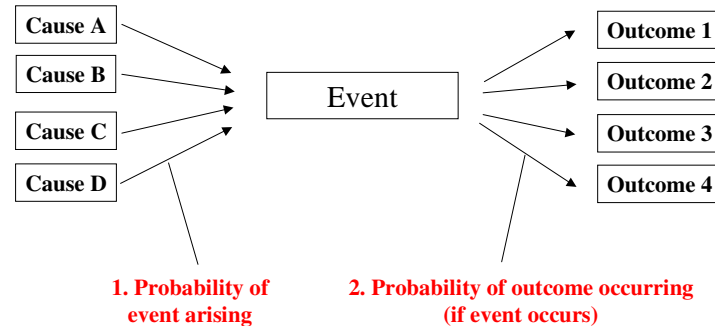 Cause A
Cause B
Cause C
Cause D
Event
Outcome 1
Outcome 2
Outcome 3
Outcome 4
1. Probability of
event arising
2. Probability of outcome occurring
(if event occurs)